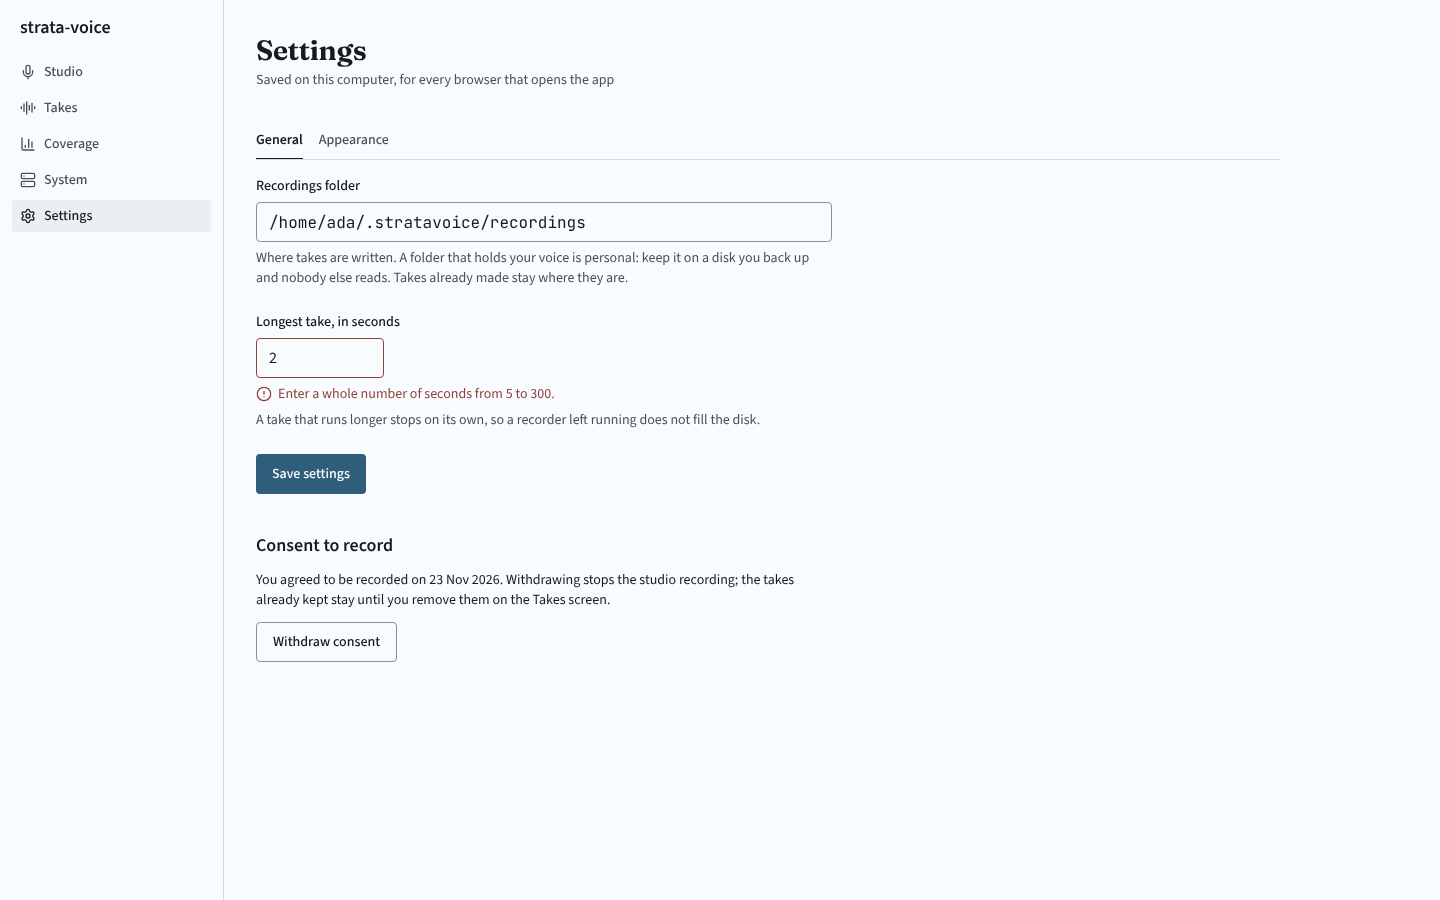 strata-voice
Studio
Takes
Coverage
System
Settings
Settings
Saved on this computer, for every browser that opens the app
General
Appearance
Recordings folder
/home/ada/.stratavoice/recordings
Where takes are written. A folder that holds your voice is personal: keep it on a disk you back up
and nobody else reads. Takes already made stay where they are.
Longest take, in seconds
2
Enter a whole number of seconds from 5 to 300.
A take that runs longer stops on its own, so a recorder left running does not fill the disk.
Save settings
Consent to record
You agreed to be recorded on 23 Nov 2026. Withdrawing stops the studio recording; the takes
already kept stay until you remove them on the Takes screen.
Withdraw consent